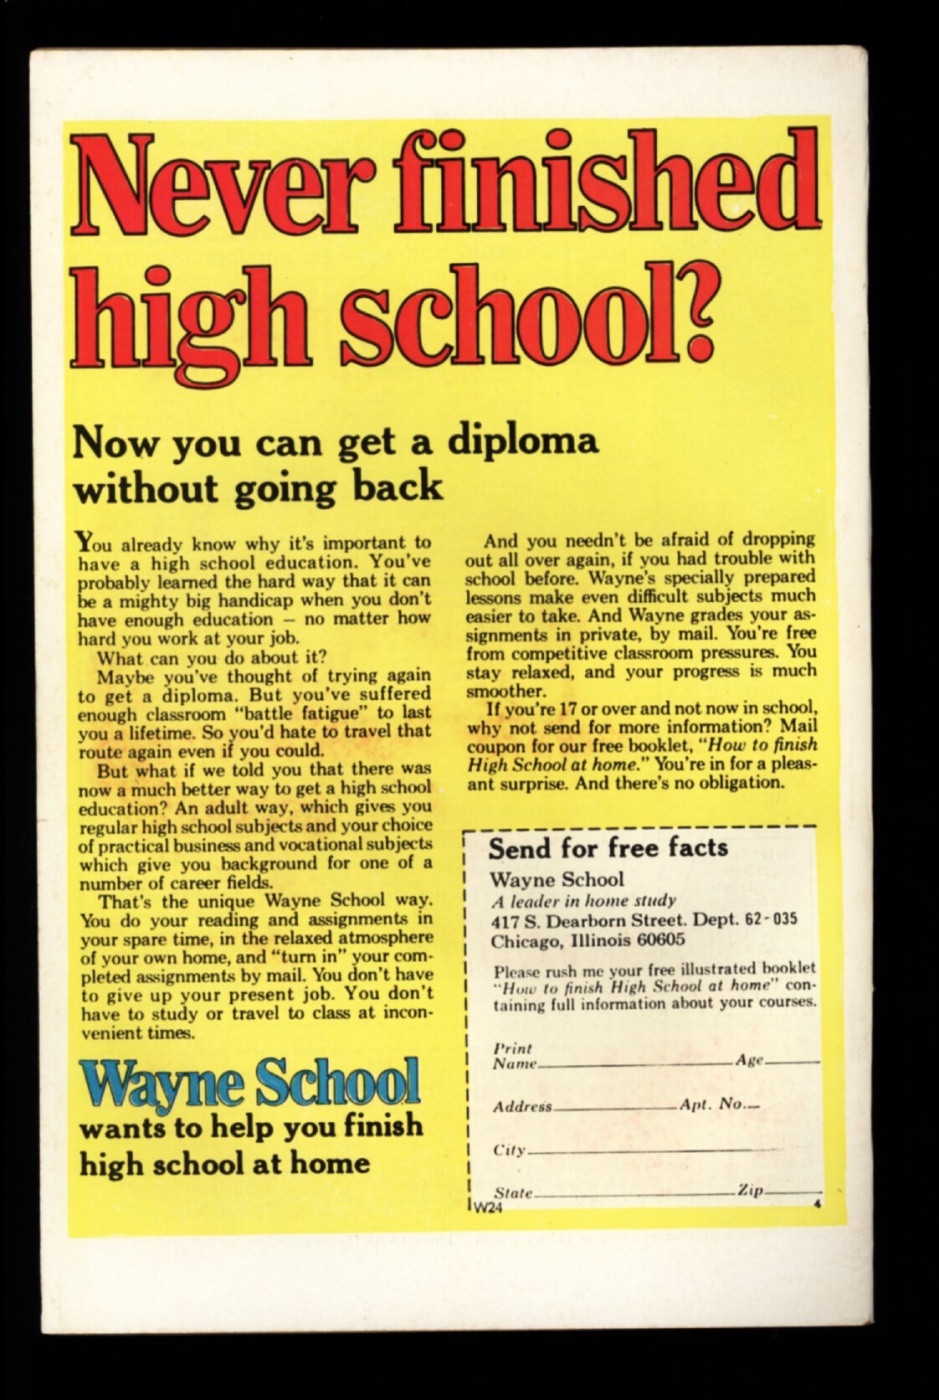 Never finished
high school?
Now you can get a diploma
without going back
You already know why it's important to
have a high school education. You've
probably learned the hard way that it can
be a mighty big handicap when you don't
have enough education — no matter how
hard you work at your job.
What can you do about it?
Maybe you've thought of trying again
to get a diploma. But you've suffered
enough classroom "battle fatigue" to last
you a lifetime. So you'd hate to travel that
route again even if you could.
But what if we told you that there was
now a much better way to get a high school
education? An adult way, which gives you
regular high school subjects and your choice
of practical business and vocational subjects
which give you background for one of a
number of career fields.
That's the unique Wayne School way.
You do your reading and assignments in
your spare time, in the relaxed atmosphere
of your own home, and "turn in" your com-
pleted assignments by mail. You don't have
to give up your present job. You don't
have to study or travel to class at incon-
venient times.
Wayne School
wants to help you finish
high school at home
And you needn't be afraid of dropping
out all over again, if you had trouble with
school before. Wayne's specially prepared
lessons make even difficult subjects much
easier to take. And Wayne grades your as-
signments in private, by mail. You're free
from competitive classroom pressures. You
stay relaxed, and your progress is much
smoother.
If you're 17 or over and not now in school,
why not send for more information? Mail
coupon for our free booklet, "How to finish
High School at home." You're in for a pleas-
ant surprise. And there's no obligation.
Send for free facts
Wayne School
A leader in home study
417 S. Dearborn Street. Dept. 62-035
Chicago, Illinois 60605
Please rush me your free illustrated booklet
"How to finish High School at home" con-
taining full information about your courses.
Print
Name Age
Address Apt. No.
City
State Zip
W24 4